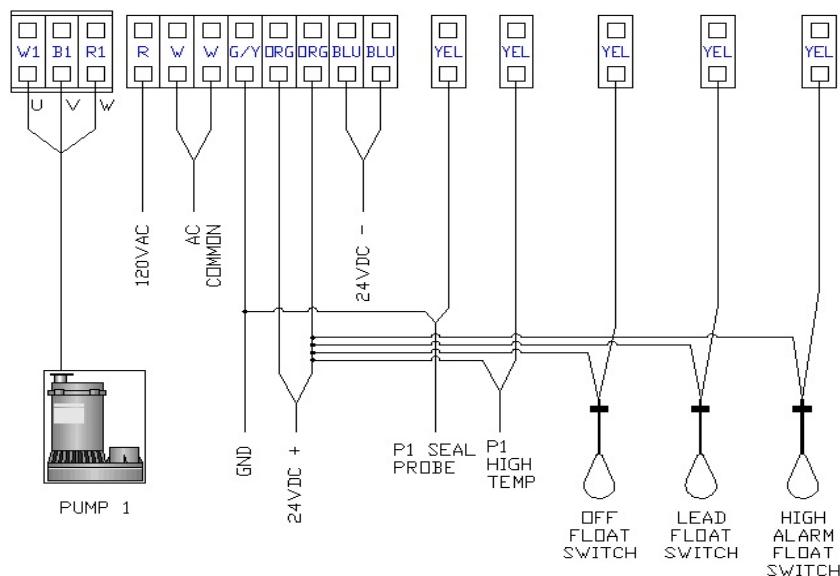 W1 B1 R1 R W W G/Y ORG ORG BLU BLU YEL YEL YEL YEL YEL
U V W
120VAC
AC
COMMON
24VDC -
GND
24VDC +
P1 SEAL
PROBE
P1
HIGH
TEMP
PUMP 1
OFF
FLOAT
SWITCH
LEAD
FLOAT
SWITCH
HIGH
ALARM
FLOAT
SWITCH